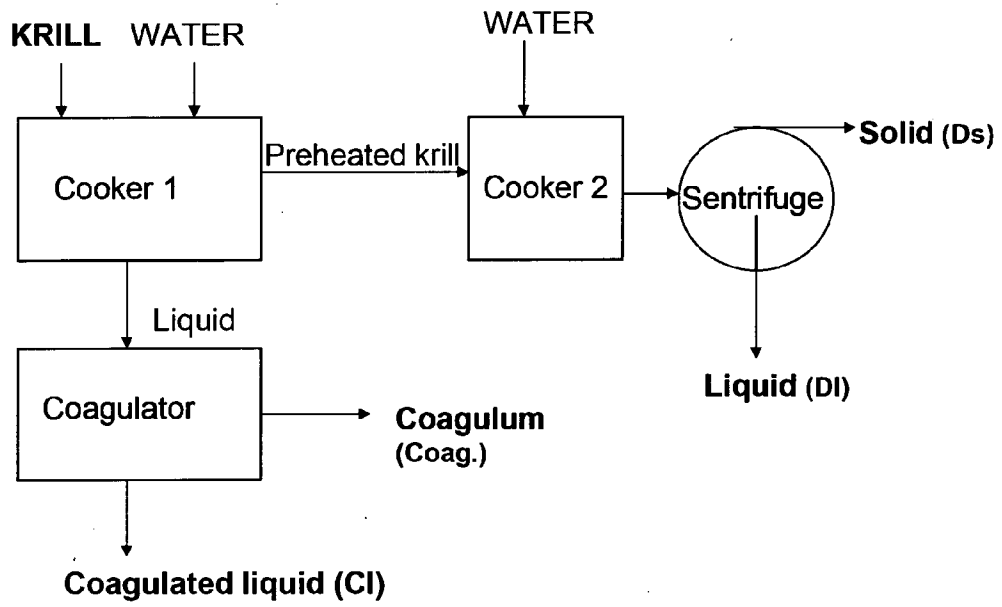 KRILL WATER
WATER
Cooker 1
Preheated krill
Cooker 2
Sentrifuge
Solid (Ds)
Liquid
Liquid (Dl)
Coagulator
Coagulum
(Coag.)
Coagulated liquid (Cl)